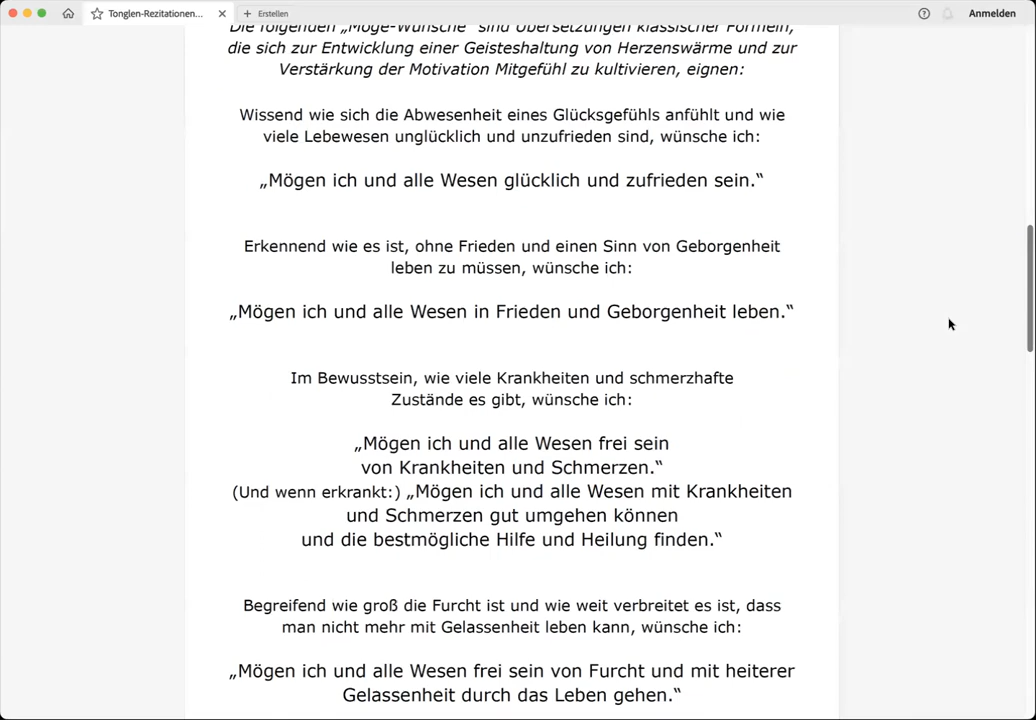 Tonglen-Rezitationen...
Erstellen
Anmelden
Die folgenden „Möge-Wünsche“ sind Übersetzungen klassischer Formeln,
die sich zur Entwicklung einer Geisteshaltung von Herzenswärme und zur
Verstärkung der Motivation Mitgefühl zu kultivieren, eignen:
Wissend wie sich die Abwesenheit eines Glücksgefühls anfühlt und wie
viele Lebewesen unglücklich und unzufrieden sind, wünsche ich:
„Mögen ich und alle Wesen glücklich und zufrieden sein.“
Erkennend wie es ist, ohne Frieden und einen Sinn von Geborgenheit
leben zu müssen, wünsche ich:
„Mögen ich und alle Wesen in Frieden und Geborgenheit leben.“
Im Bewusstsein, wie viele Krankheiten und schmerzhafte
Zustände es gibt, wünsche ich:
„Mögen ich und alle Wesen frei sein
von Krankheiten und Schmerzen.“
(Und wenn erkrankt:) „Mögen ich und alle Wesen mit Krankheiten
und Schmerzen gut umgehen können
und die bestmögliche Hilfe und Heilung finden.“
Begreifend wie groß die Furcht ist und wie weit verbreitet es ist, dass
man nicht mehr mit Gelassenheit leben kann, wünsche ich:
„Mögen ich und alle Wesen frei sein von Furcht und mit heiterer
Gelassenheit durch das Leben gehen.“